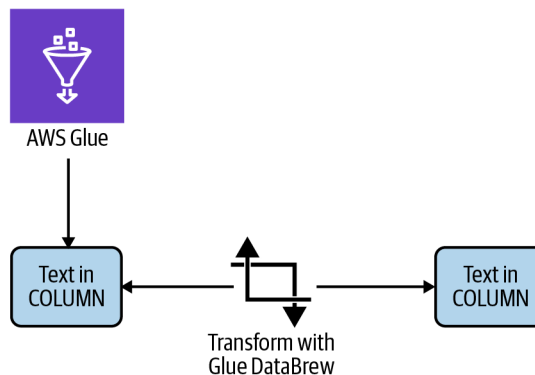 AWS Glue
Text in
COLUMN
Text in
COLUMN
Transform with
Glue DataBrew